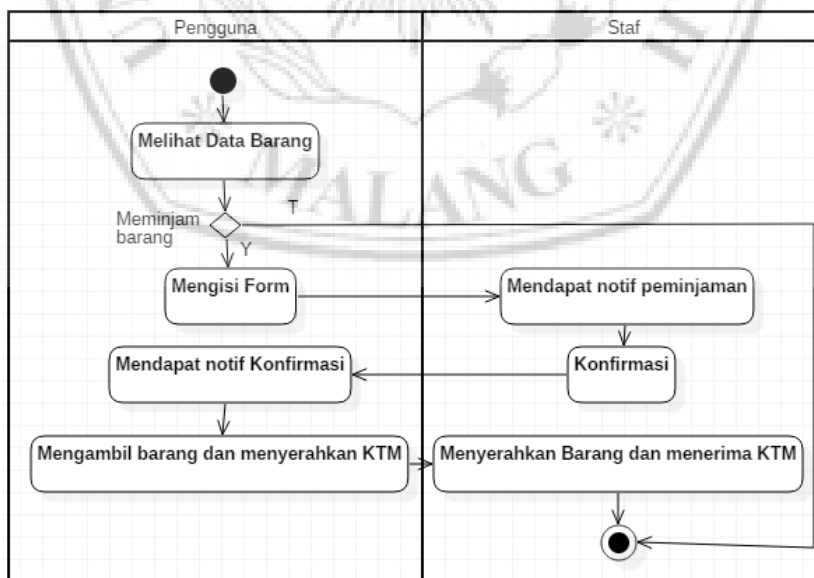 Pengguna
Staf
Melihat Data Barang
T
Meminjam
barang
Y
Mengisi Form
Mendapat notif peminjaman
Mendapat notif Konfirmasi
Konfirmasi
Mengambil barang dan menyerahkan KTM
Menyerahkan Barang dan menerima KTM
MALANG